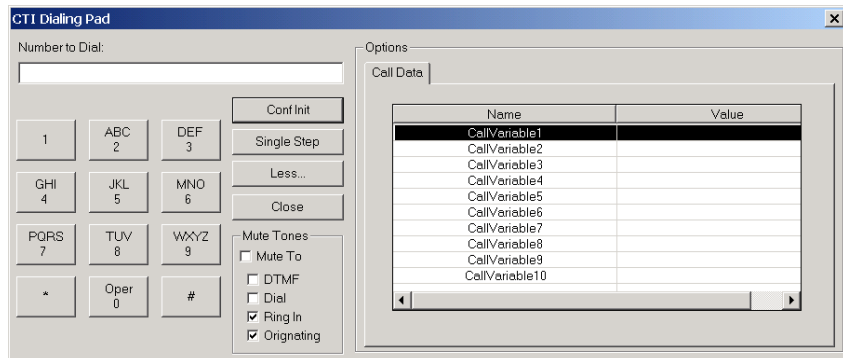 CTI Dialing Pad
Number to Dial:
1
ABC
2
DEF
3
GHI
4
JKL
5
MNO
6
PQRS
7
TUV
8
WXYZ
9
*
Oper
0
#
Conf Init
Single Step
Less...
Close
Mute Tones
Mute To
DTMF
Dial
Ring In
Orignating
Options
Call Data
Name Value
CallVariable1
CallVariable2
CallVariable3
CallVariable4
CallVariable5
CallVariable6
CallVariable7
CallVariable8
CallVariable9
CallVariable10